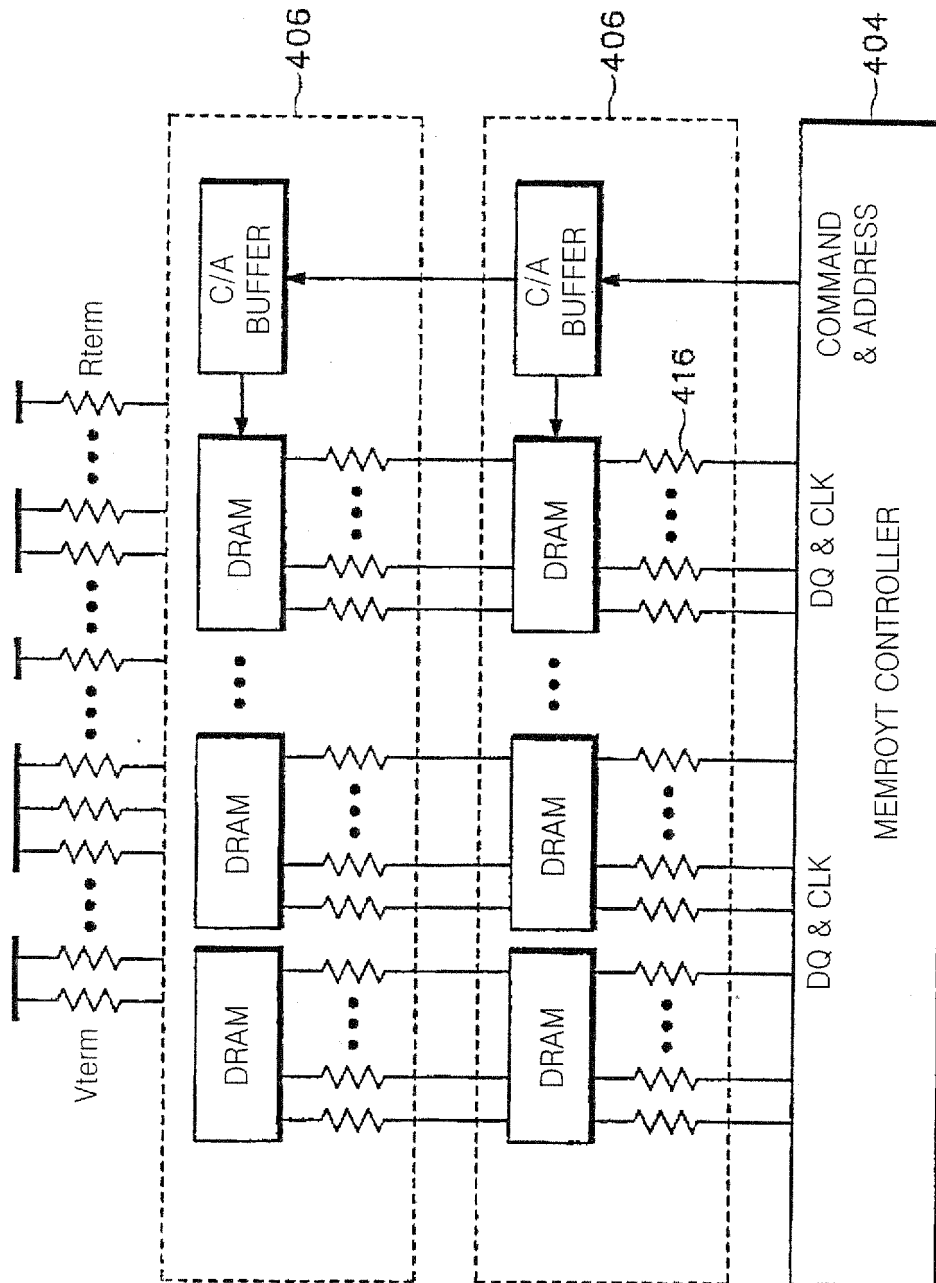 Vterm
Rterm
DRAM
DRAM
DRAM
C/A
BUFFER
406
DRAM
DRAM
DRAM
C/A
BUFFER
406
416
DQ & CLK
DQ & CLK
COMMAND
& ADDRESS
MEMROYT CONTROLLER
404